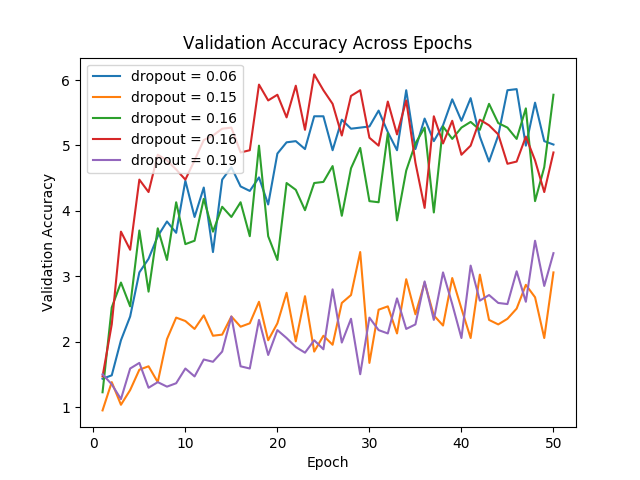 Validation Accuracy Across Epochs
dropout = 0.06
dropout = 0.15
dropout = 0.16
dropout = 0.16
dropout = 0.19
Validation Accuracy
6
5
4
3
2
1
0
10
20
30
40
50
Epoch